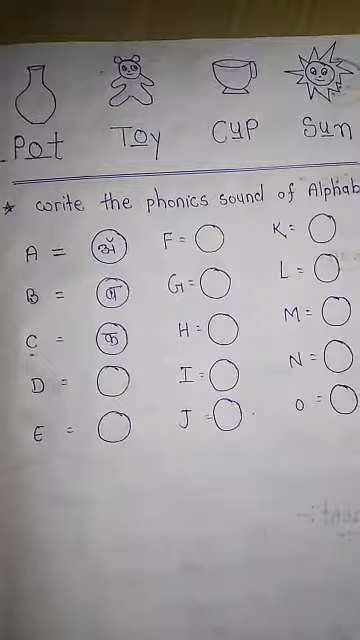 Pot Toy Cup Sun
* write the phonics sound of Alphab
A = अॅ F = K =
B = ब G = L =
C = क H = M =
D = I = N =
E = J = O =